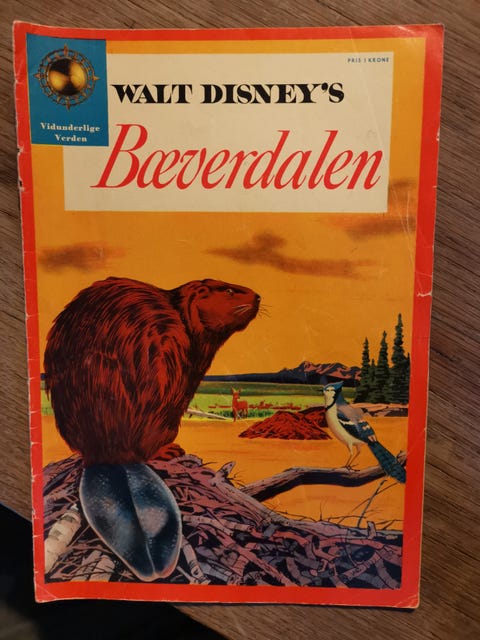 PRIS 1 KRONE
WALT DISNEY'S
Vidunderlige
Verden
Bæverdalen